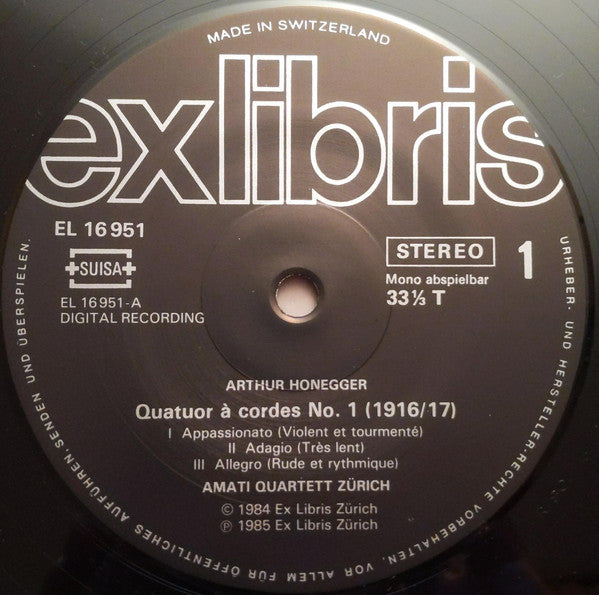 MADE IN SWITZERLAND
exlibris
EL 16 951
SUISA
EL 16 951-A
DIGITAL RECORDING
STEREO
1
Mono abspielbar
33⅓ T
ARTHUR HONEGGER
Quatuor à cordes No. 1 (1916/17)
I Appassionato (Violent et tourmenté)
II Adagio (Très lent)
III Allegro (Rude et rythmique)
AMATI QUARTETT ZÜRICH
© 1984 Ex Libris Zürich
℗ 1985 Ex Libris Zürich
URHEBER- UND HERSTELLER-RECHTE VORBEHALTEN, VOR ALLEM FÜR ÖFFENTLICHES AUFFÜHREN, SENDEN UND ÜBERSPIELEN.